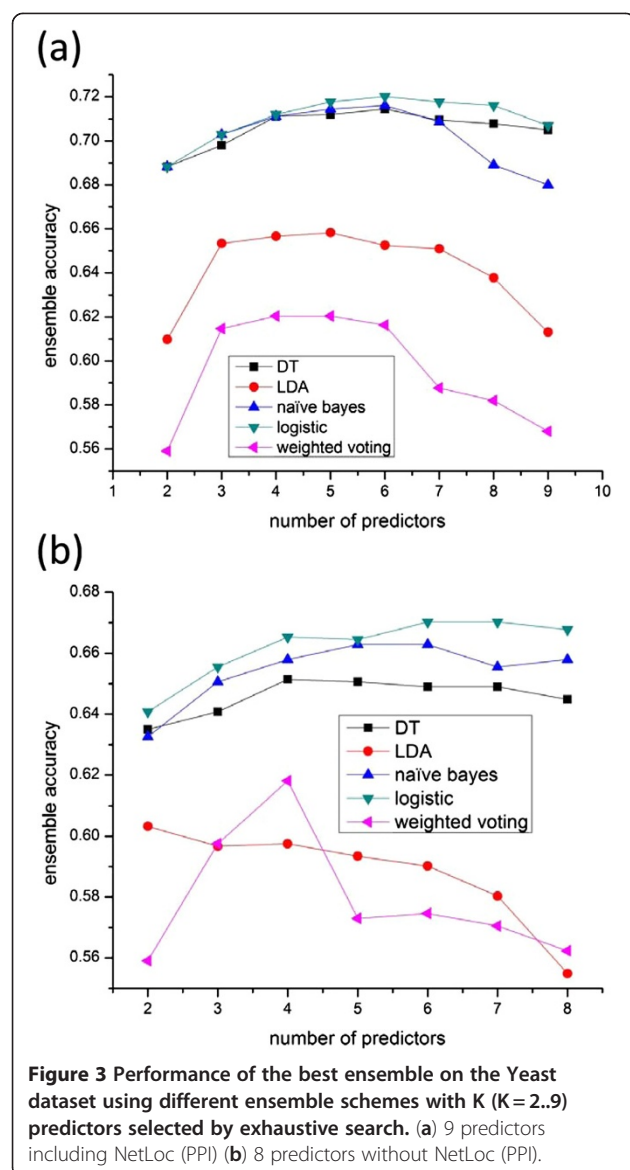 (a)
0.72
0.70
0.68
0.66
0.64
0.62
0.60
0.58
0.56
ensemble accuracy
DT
LDA
naïve bayes
logistic
weighted voting
1 2 3 4 5 6 7 8 9 10
number of predictors
(b)
0.68
0.66
0.64
0.62
0.60
0.58
0.56
ensemble accuracy
DT
LDA
naïve bayes
logistic
weighted voting
2 3 4 5 6 7 8
number of predictors
Figure 3 Performance of the best ensemble on the Yeast
dataset using different ensemble schemes with K (K = 2..9)
predictors selected by exhaustive search. (a) 9 predictors
including NetLoc (PPI) (b) 8 predictors without NetLoc (PPI).